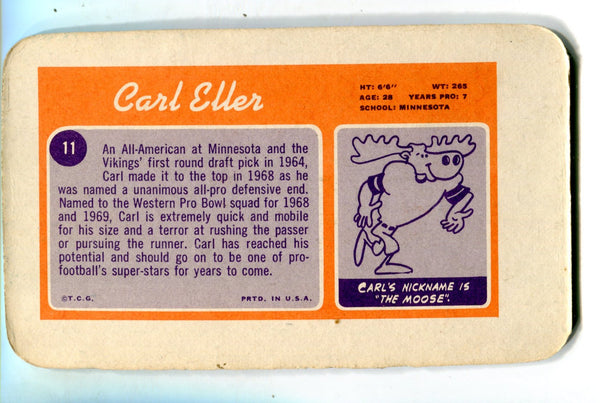 Carl Eller
HT: 6'6" WT: 265
AGE: 28 YEARS PRO: 7
SCHOOL: MINNESOTA
11
An All-American at Minnesota and the
Vikings' first round draft pick in 1964,
Carl made it to the top in 1968 as he
was named a unanimous all-pro defensive end.
Named to the Western Pro Bowl squad for 1968
and 1969, Carl is extremely quick and mobile
for his size and a terror at rushing the passer
or pursuing the runner. Carl has reached his
potential and should go on to be one of pro-
football's super-stars for years to come.
©T.C.G. PRTD. IN U.S.A.
CARL'S NICKNAME IS
"THE MOOSE".